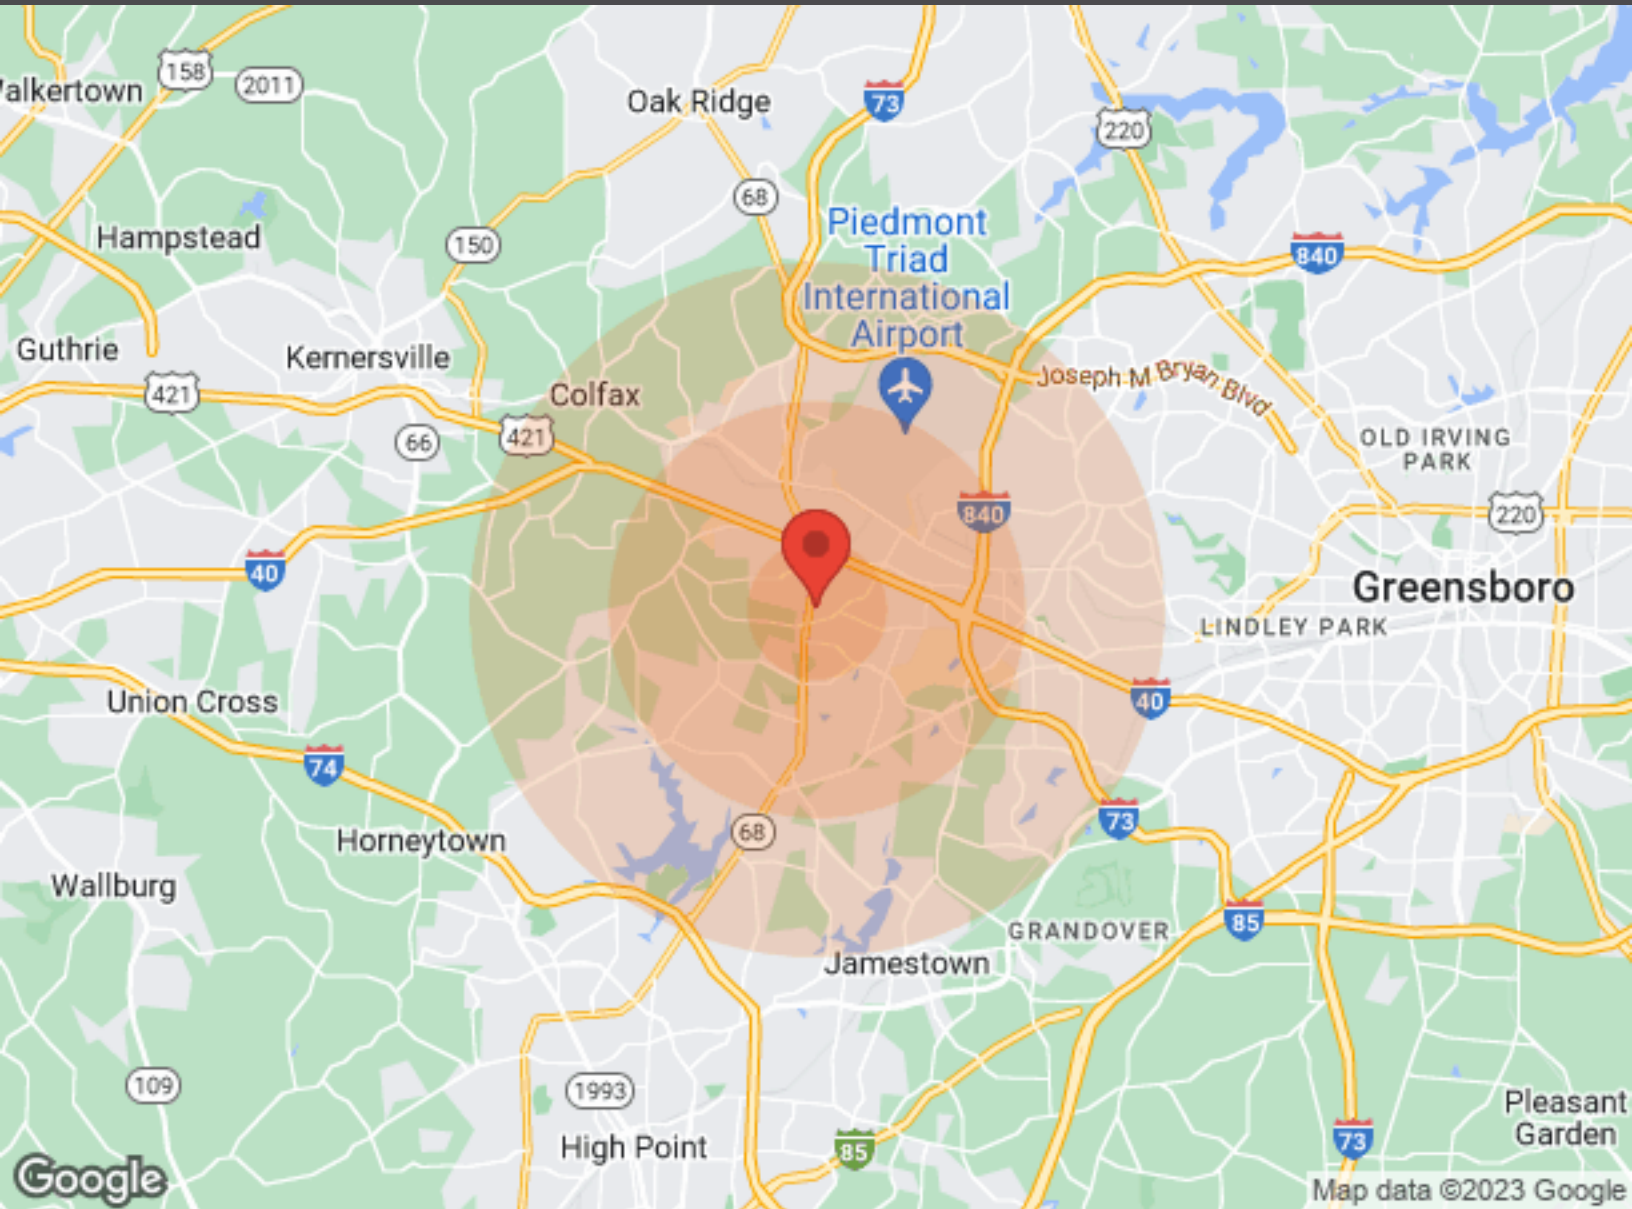 158
2011
alkertown
Oak Ridge
73
220
68
Hampstead
150
Piedmont
Triad
International
Airport
840
Guthrie
Kernersville
421
Colfax
Joseph M Bryan Blvd
66
421
OLD IRVING
PARK
840
220
40
Greensboro
LINDLEY PARK
Union Cross
40
74
68
73
Horneytown
Wallburg
GRANDOVER
85
Jamestown
109
1993
High Point
85
Pleasant
Garden
73
Google
Map data ©2023 Google